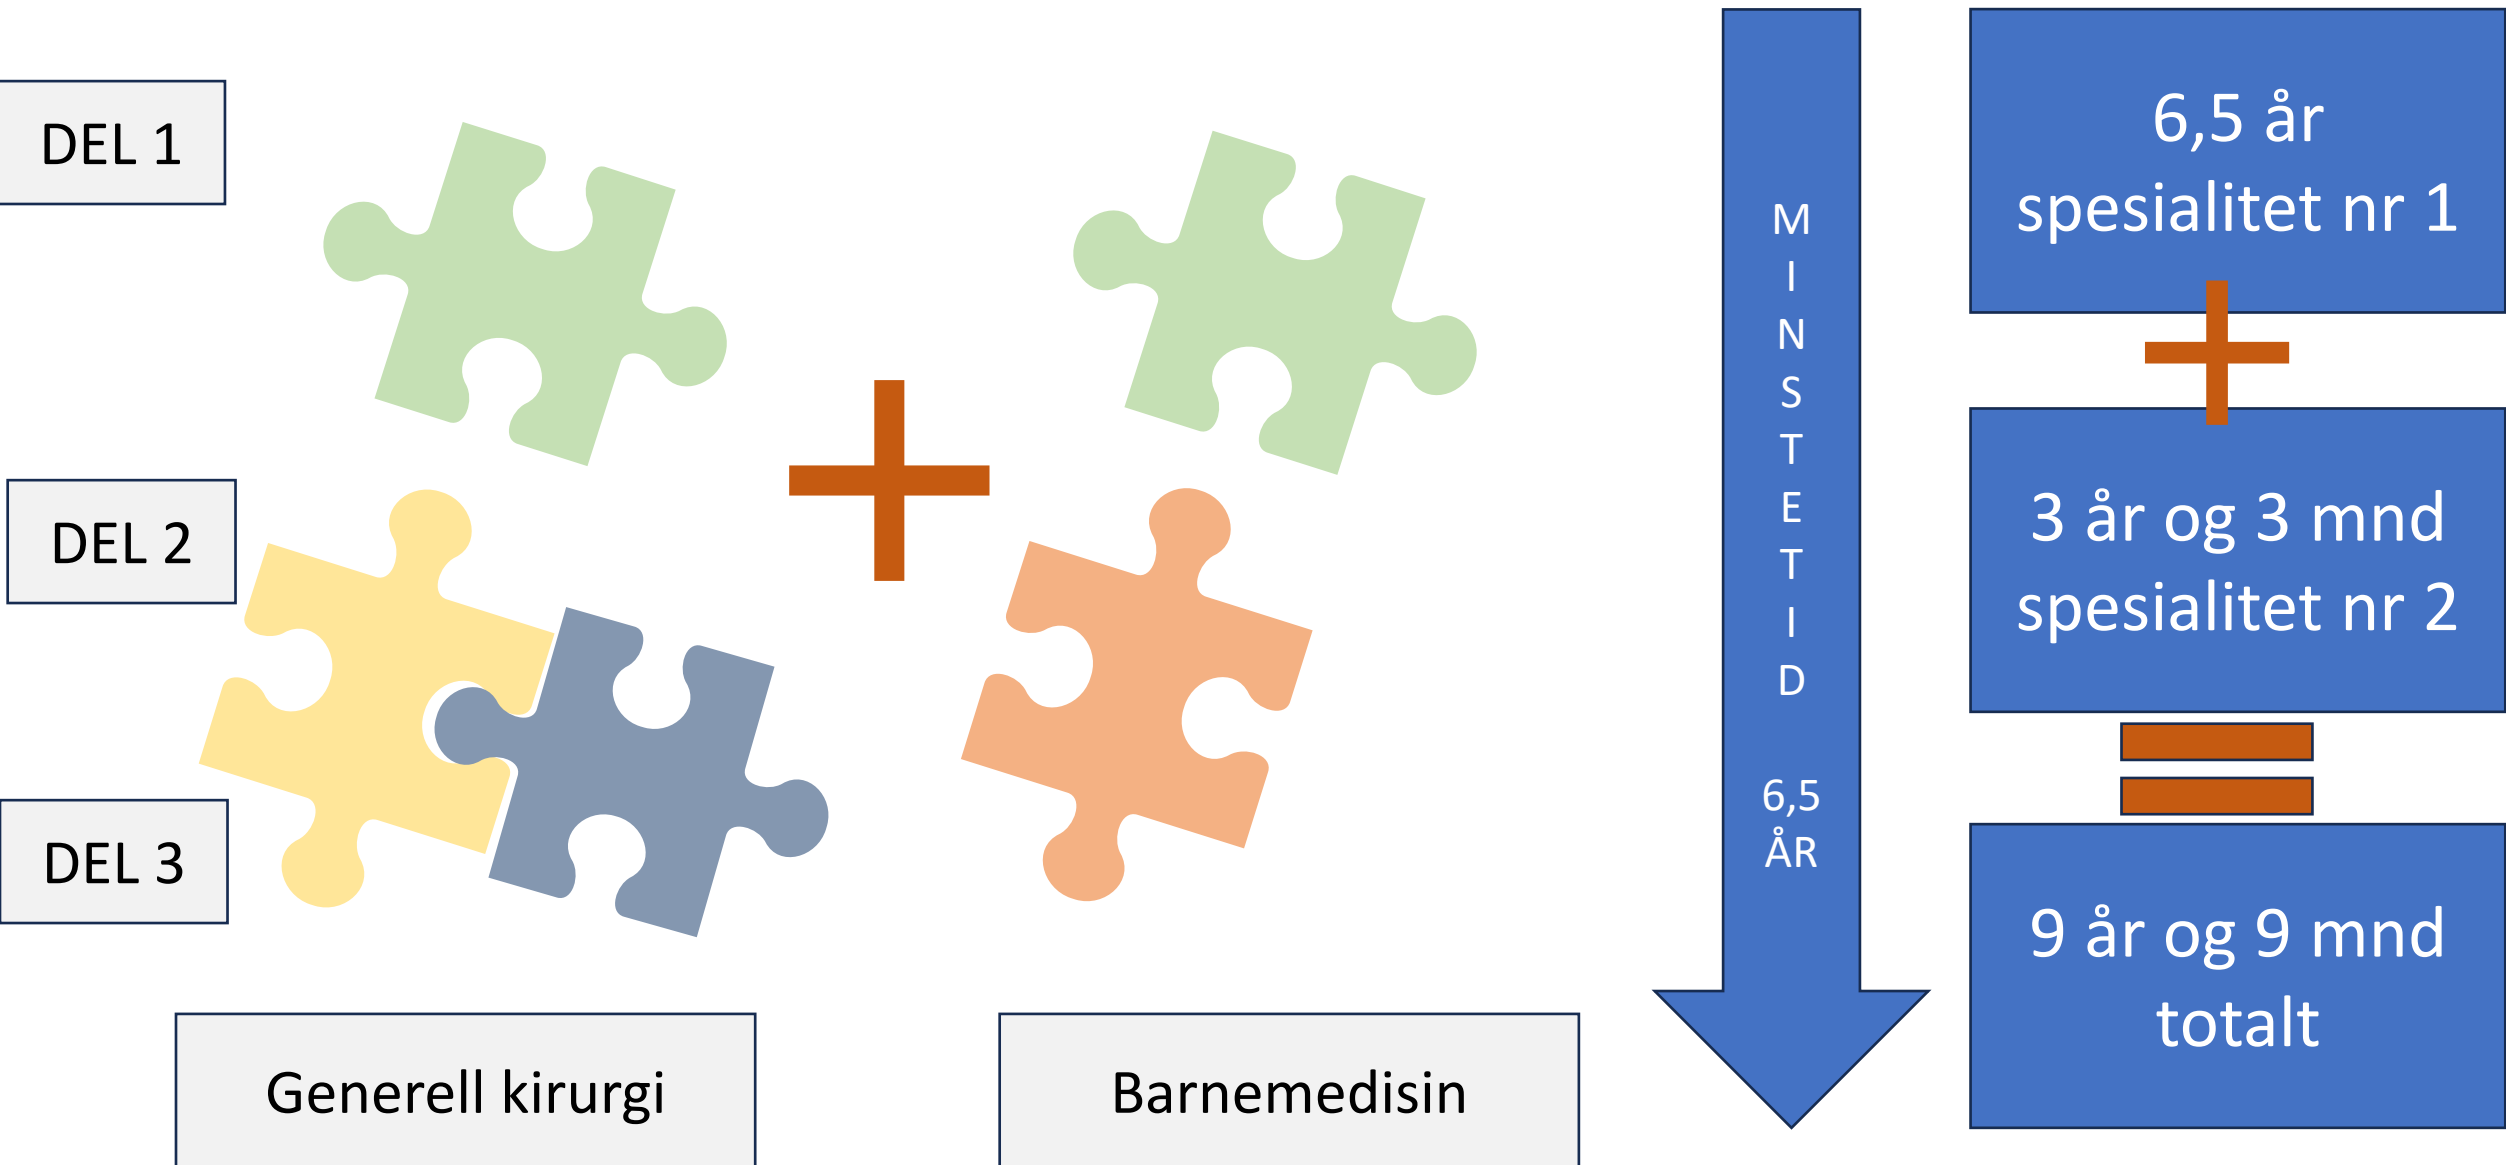 DEL 1
DEL 2
DEL 3
Generell kirurgi
Barnemedisin
M
I
N
S
T
E
T
I
D
6,5
ÅR
6,5 år
spesialitet nr 1
3 år og 3 mnd
spesialitet nr 2
9 år og 9 mnd
totalt